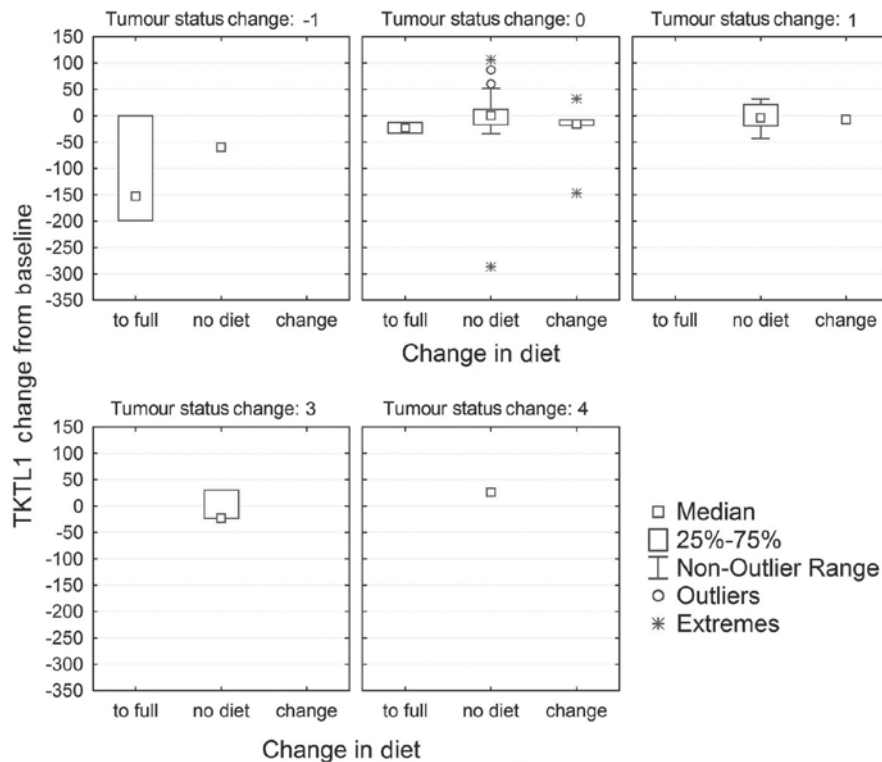 Tumour status change: -1
Tumour status change: 0
Tumour status change: 1
150
100
50
0
-50
-100
-150
-200
-250
-300
-350
to full
no diet
change
to full
no diet
change
to full
no diet
change
Change in diet
TKTL1 change from baseline
Tumour status change: 3
Tumour status change: 4
150
100
50
0
-50
-100
-150
-200
-250
-300
-350
to full
no diet
change
to full
no diet
change
Change in diet
Median
25%-75%
Non-Outlier Range
Outliers
Extremes